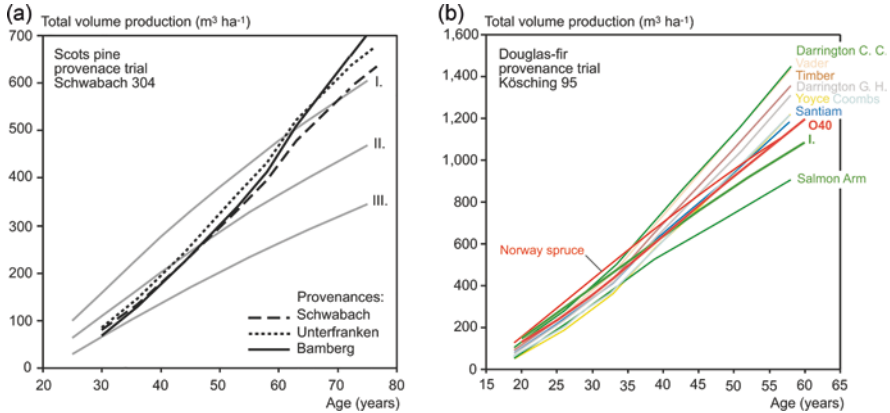 (a)
Total volume production (m³ ha⁻¹)
700
600
500
400
300
200
100
0
Scots pine
provenace trial
Schwabach 304
I.
II.
III.
Provenances:
Schwabach
Unterfranken
Bamberg
20 30 40 50 60 70 80
Age (years)
(b)
Total volume production (m³ ha⁻¹)
1,600
1,400
1,200
1,000
800
600
400
200
0
Douglas-fir
provenance trial
Kösching 95
Darrington C. C.
Vader
Timber
Darrington G. H.
Yoyce Coombs
Santiam
O40
I.
Salmon Arm
Norway spruce
15 20 25 30 35 40 45 50 55 60 65
Age (years)